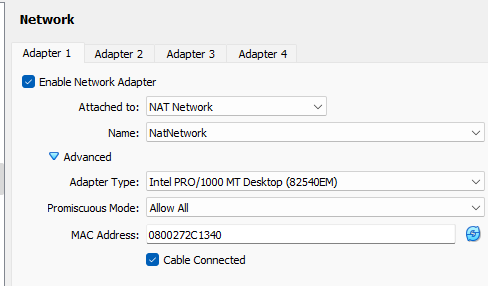 Network
Adapter 1 Adapter 2 Adapter 3 Adapter 4
Enable Network Adapter
Attached to: NAT Network
Name: NatNetwork
Advanced
Adapter Type: Intel PRO/1000 MT Desktop (82540EM)
Promiscuous Mode: Allow All
MAC Address: 0800272C1340
Cable Connected